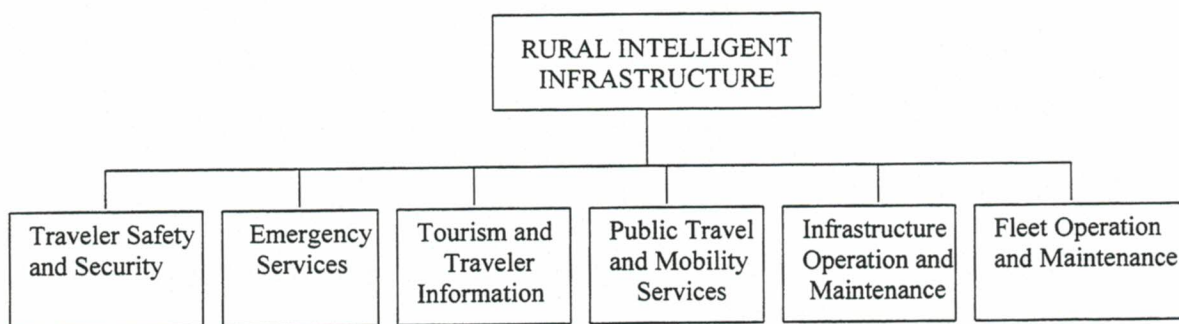 RURAL INTELLIGENT
INFRASTRUCTURE
Traveler Safety
and Security
Emergency
Services
Tourism and
Traveler
Information
Public Travel
and Mobility
Services
Infrastructure
Operation and
Maintenance
Fleet Operation
and Maintenance